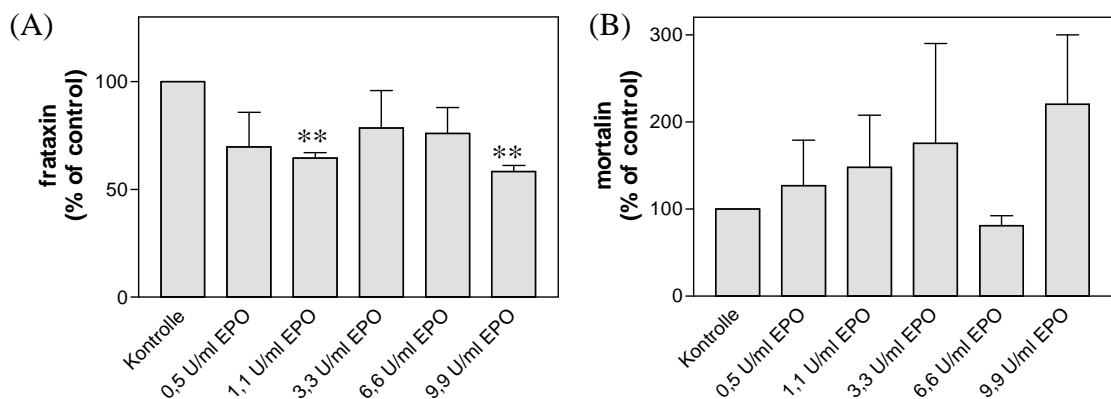 (A)
frataxin
(% of control)
100
50
0
**
**
Kontrolle
0,5 U/ml EPO
1,1 U/ml EPO
3,3 U/ml EPO
6,6 U/ml EPO
9,9 U/ml EPO
(B)
mortalin
(% of control)
300
200
100
0
Kontrolle
0,5 U/ml EPO
1,1 U/ml EPO
3,3 U/ml EPO
6,6 U/ml EPO
9,9 U/ml EPO